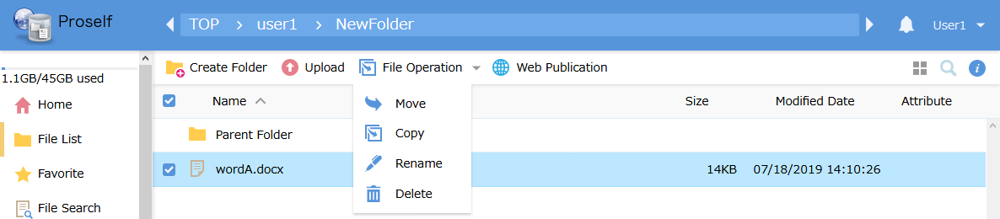 Proself
TOP > user1 > NewFolder
User1
1.1GB/45GB used
Home
File List
Favorite
File Search
Create Folder Upload File Operation Web Publication
Move
Copy
Rename
Delete
Name Size Modified Date Attribute
Parent Folder
wordA.docx 14KB 07/18/2019 14:10:26